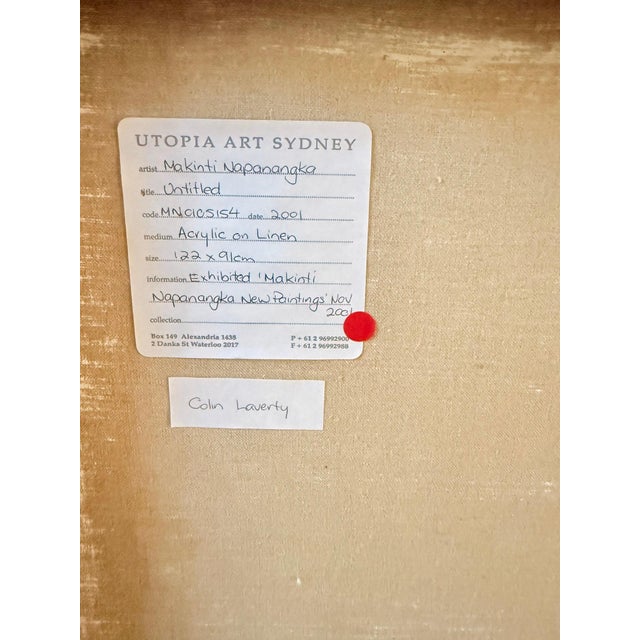 UTOPIA ART SYDNEY
artist Makinti Napanangka
title Untitled
code MN0105154 date 2001
medium Acrylic on Linen
size 122 x 91cm
information Exhibited 'Makinti
Napanangka New Paintings' Nov
2001
collection
Box 149 Alexandria 1435 P + 61 2 96992900
2 Danks St Waterloo 2017 F + 61 2 96992988
Colin Laverty